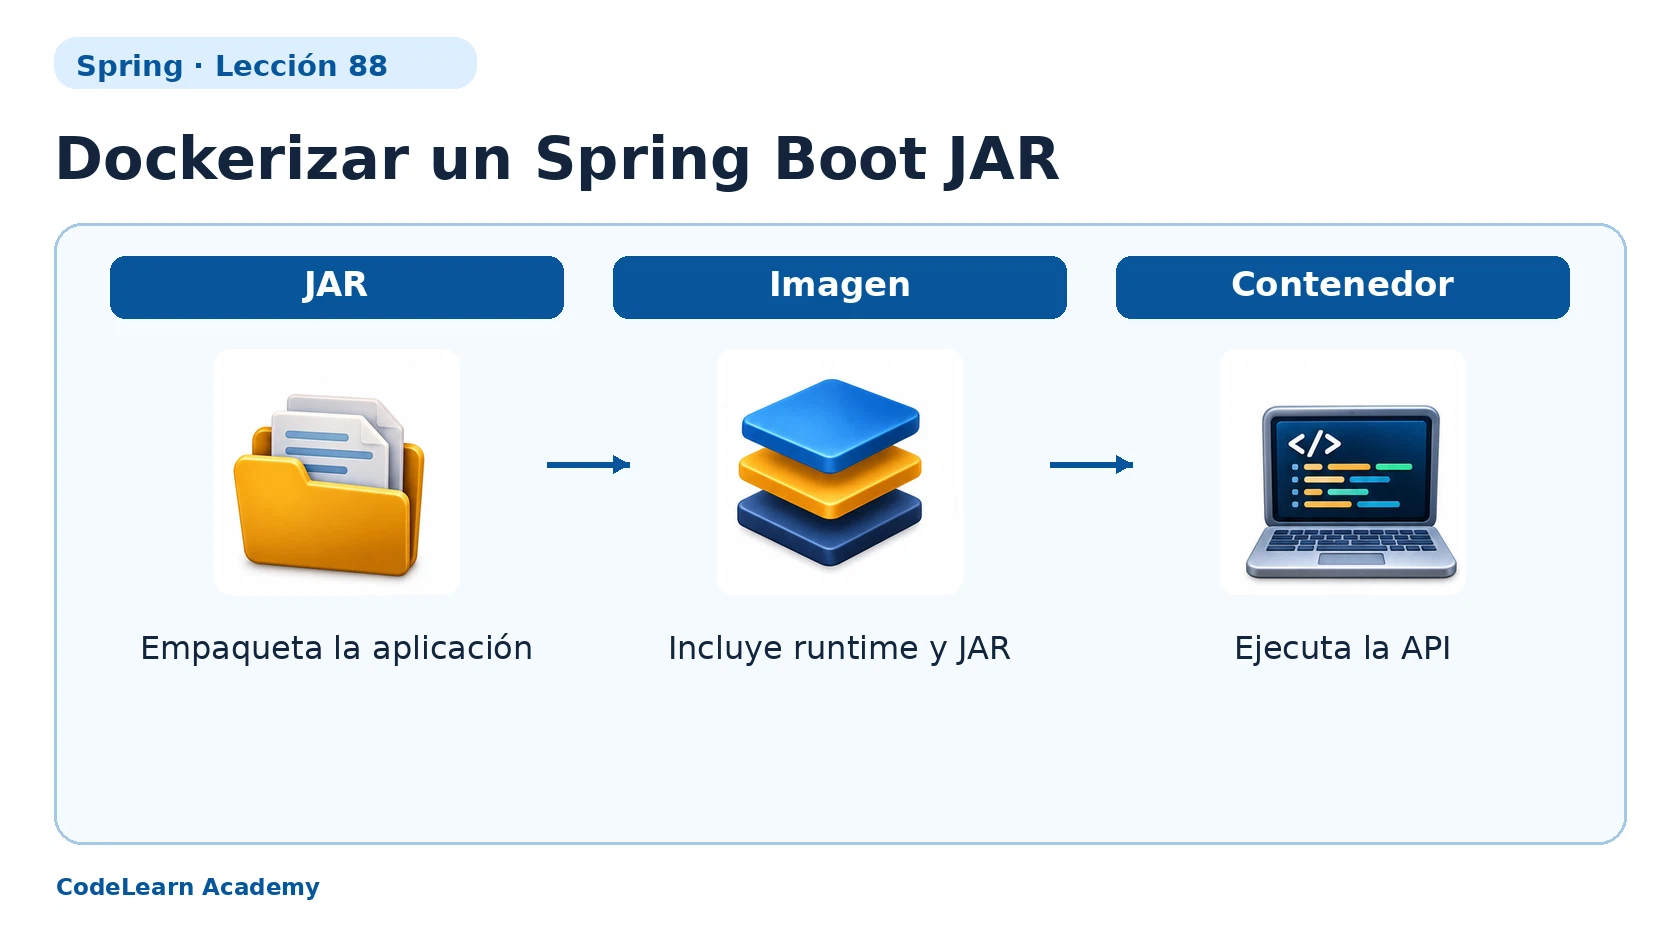 Spring · Lección 88
Dockerizar un Spring Boot JAR
JAR
Imagen
Contenedor
</>
Empaqueta la aplicación
Incluye runtime y JAR
Ejecuta la API
CodeLearn Academy